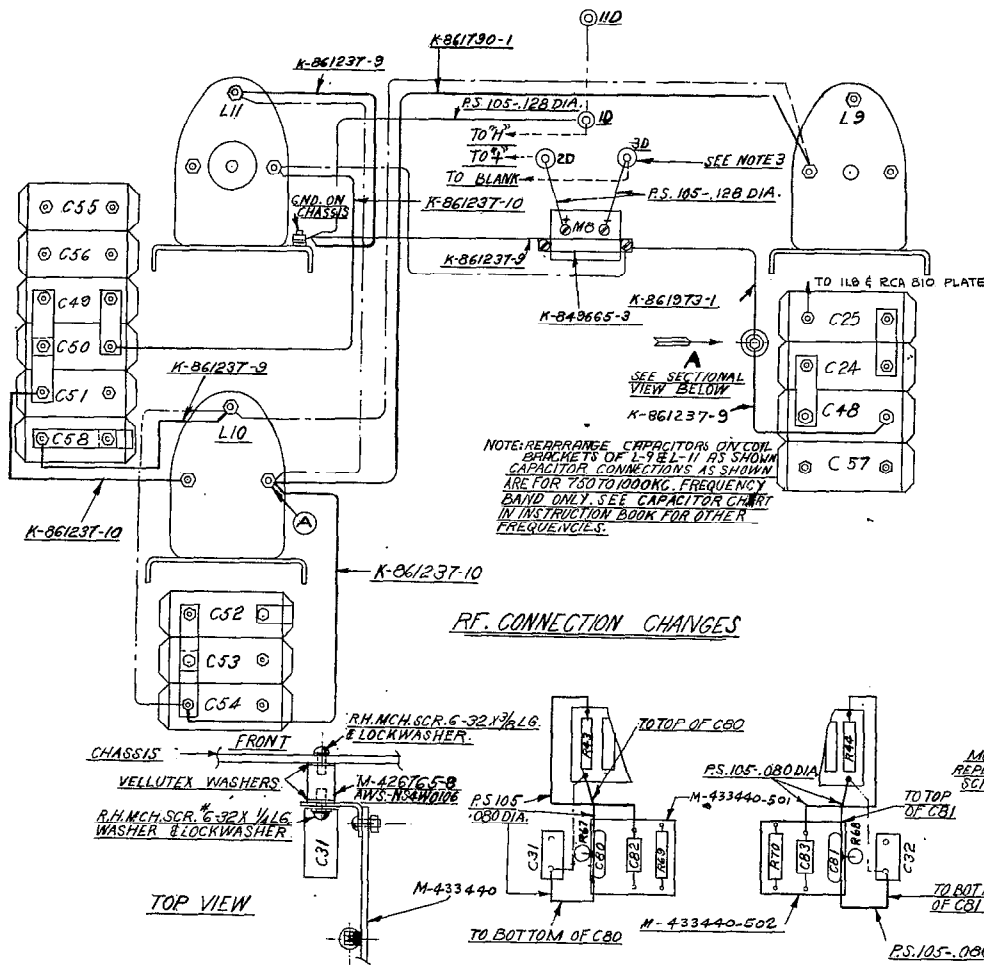 11D
K-861790-1
K-861237-9
L11
P.S. 105-.128 DIA.
1D
L9
TO "H"
TO "4"
2D
3D
SEE NOTE 3
TO BLANK
P.S. 105-.128 DIA.
GND. ON
CHASSIS
K-861237-10
M8
+ -
C55
C56
C49
C50
C51
C58
K-861237-9
K-849665-3
K-861973-1
TO 11B & RCA 810 PLATE
C25
C24
C48
C57
A
SEE SECTIONAL
VIEW BELOW
K-861237-9
K-861237-9
L10
NOTE: REARRANGE CAPACITORS ON COIL
BRACKETS OF L-9 & L-11 AS SHOWN
CAPACITOR CONNECTIONS AS SHOWN
ARE FOR 750 TO 1000KC. FREQUENCY
BAND ONLY. SEE CAPACITOR CHART
IN INSTRUCTION BOOK FOR OTHER
FREQUENCIES.
K-861237-10
A
K-861237-10
C52
C53
C54
RF. CONNECTION CHANGES
FRONT
CHASSIS
R.H. MCH. SCR. 6-32 X 3/8 LG.
& LOCKWASHER.
VELLUTEX WASHERS
M-426765-8
AWS-NS4W0106
R.H. MCH. SCR. #6-32 X 1/4 LG.
WASHER & LOCKWASHER
C31
M-433440
TOP VIEW
R43
TO TOP OF C80
P.S 105
.080 DIA.
M-433440-501
C31
R67
C80
C82
R69
TO BOTTOM OF C80
R44
P.S. 105-.080 DIA
TO TOP
OF C81
R70
C83
C81
R68
C32
M-433440-502
OF C81
P.S. 105-.08